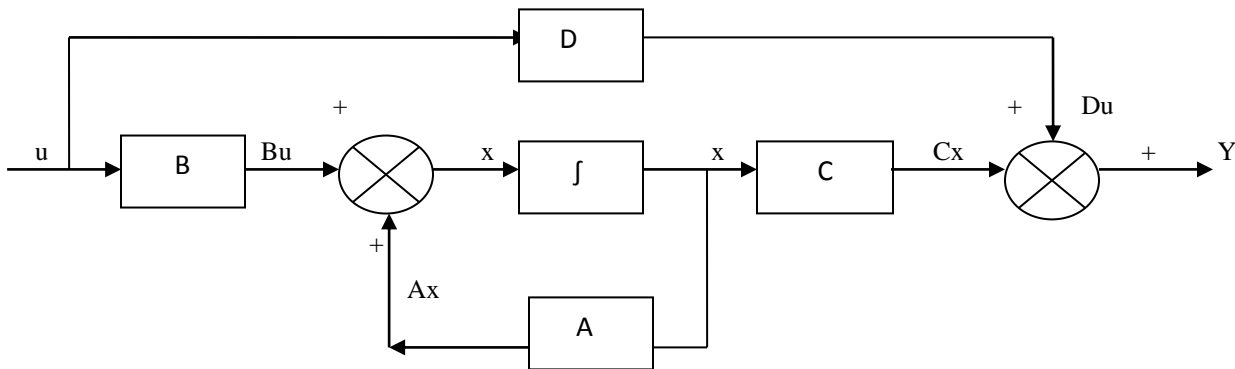 D
+ + Du
u B Bu x ∫ x C Cx + Y
+
Ax
A